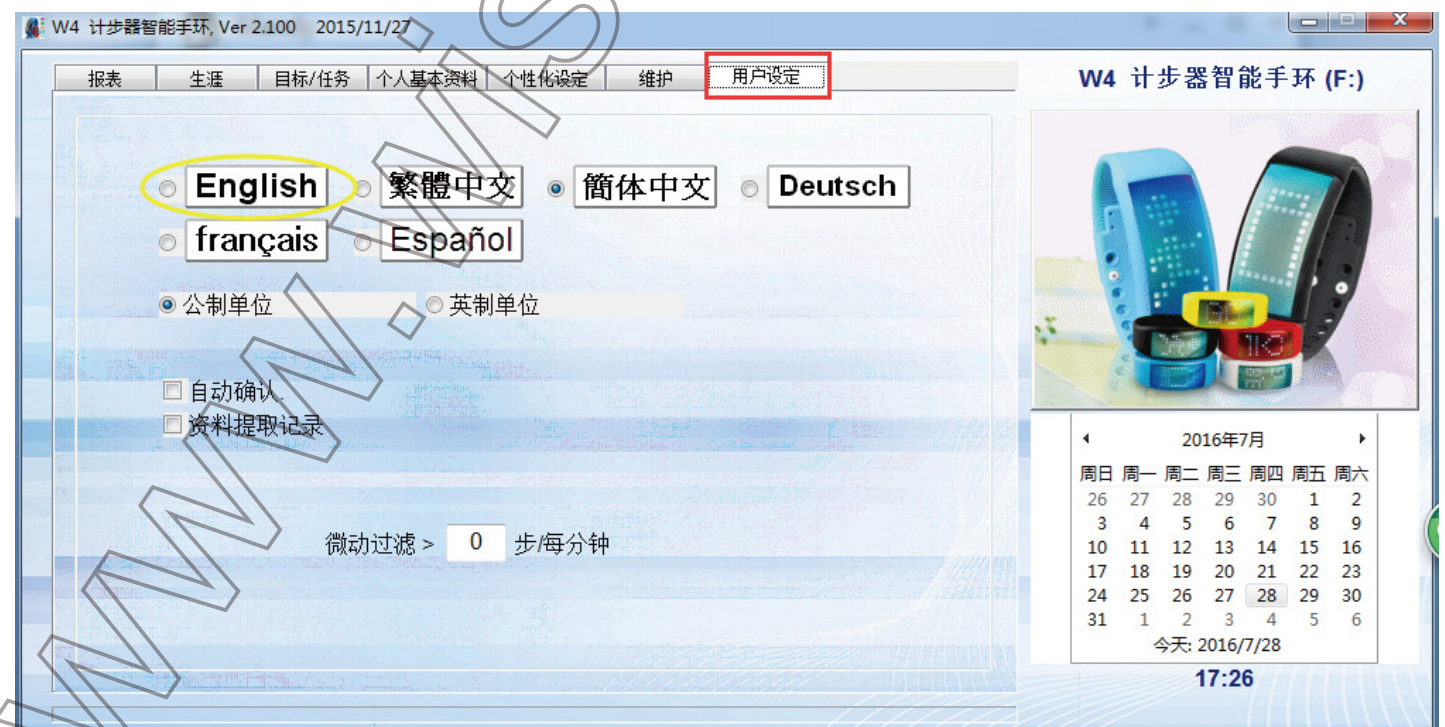 W4 计步器智能手环, Ver 2.100 2015/11/27
报表 生涯 目标/任务 个人基本资料 个性化设定 维护 用户设定
W4 计步器智能手环 (F:)
English 繁體中文 簡体中文 Deutsch
français Español
公制单位 英制单位
自动确认.
资料提取记录
微动过滤 > 0 步/每分钟
2016年7月
周日 周一 周二 周三 周四 周五 周六
26 27 28 29 30 1 2
3 4 5 6 7 8 9
10 11 12 13 14 15 16
17 18 19 20 21 22 23
24 25 26 27 28 29 30
31 1 2 3 4 5 6
今天: 2016/7/28
17:26
www.vis